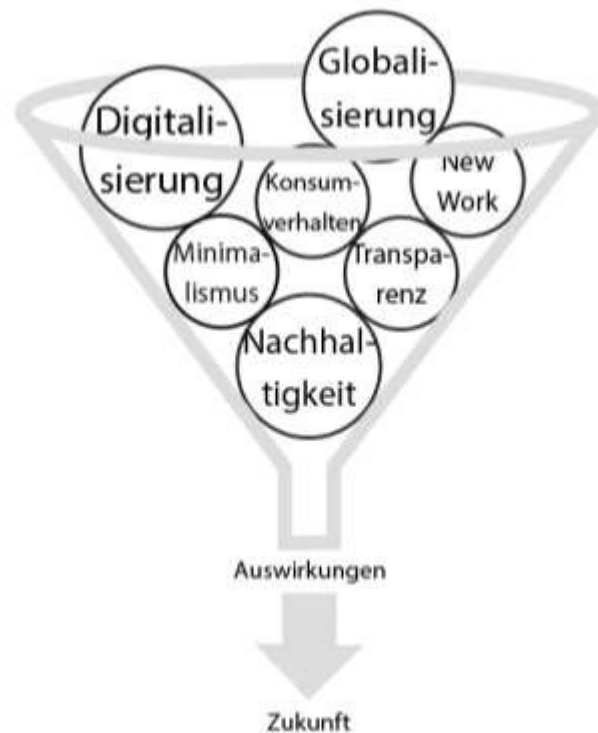 Globali-
sierung
Digitali-
sierung
New
Work
Konsum-
verhalten
Minima-
lismus
Transpa-
renz
Nachhal-
tigkeit
Auswirkungen
Zukunft